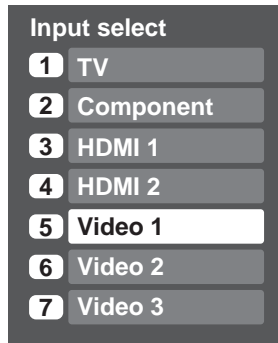 Input select
1 TV
2 Component
3 HDMI 1
4 HDMI 2
5 Video 1
6 Video 2
7 Video 3